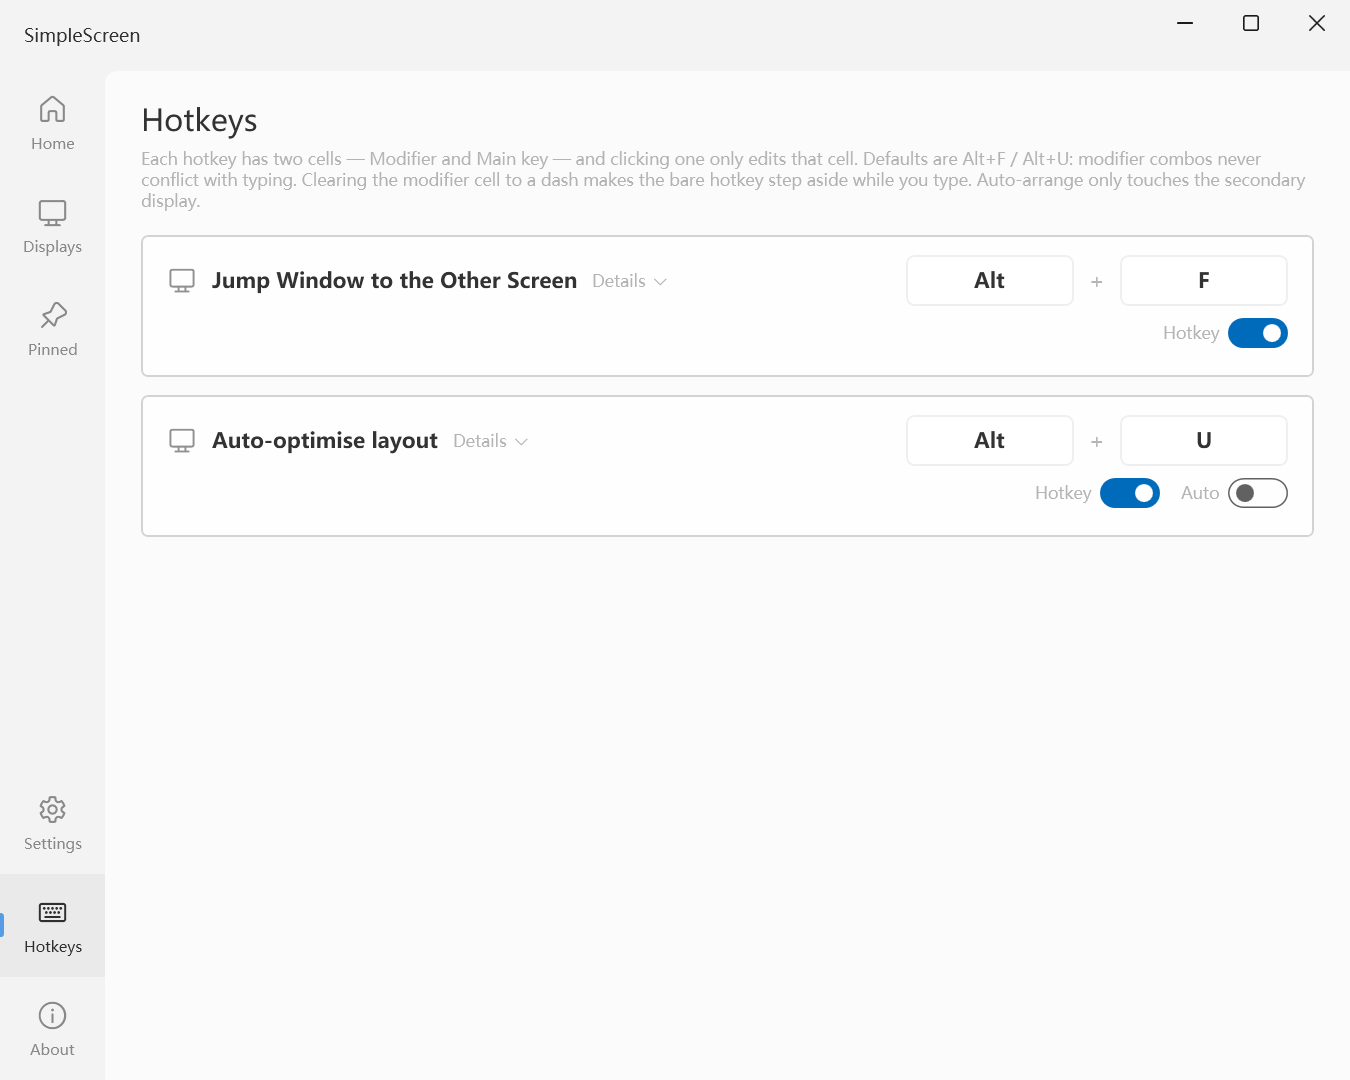 SimpleScreen
Home
Displays
Pinned
Settings
Hotkeys
About
Hotkeys
Each hotkey has two cells — Modifier and Main key — and clicking one only edits that cell. Defaults are Alt+F / Alt+U: modifier combos never
conflict with typing. Clearing the modifier cell to a dash makes the bare hotkey step aside while you type. Auto-arrange only touches the secondary
display.
Jump Window to the Other Screen Details Alt + F
Hotkey
Auto-optimise layout Details Alt + U
Hotkey Auto